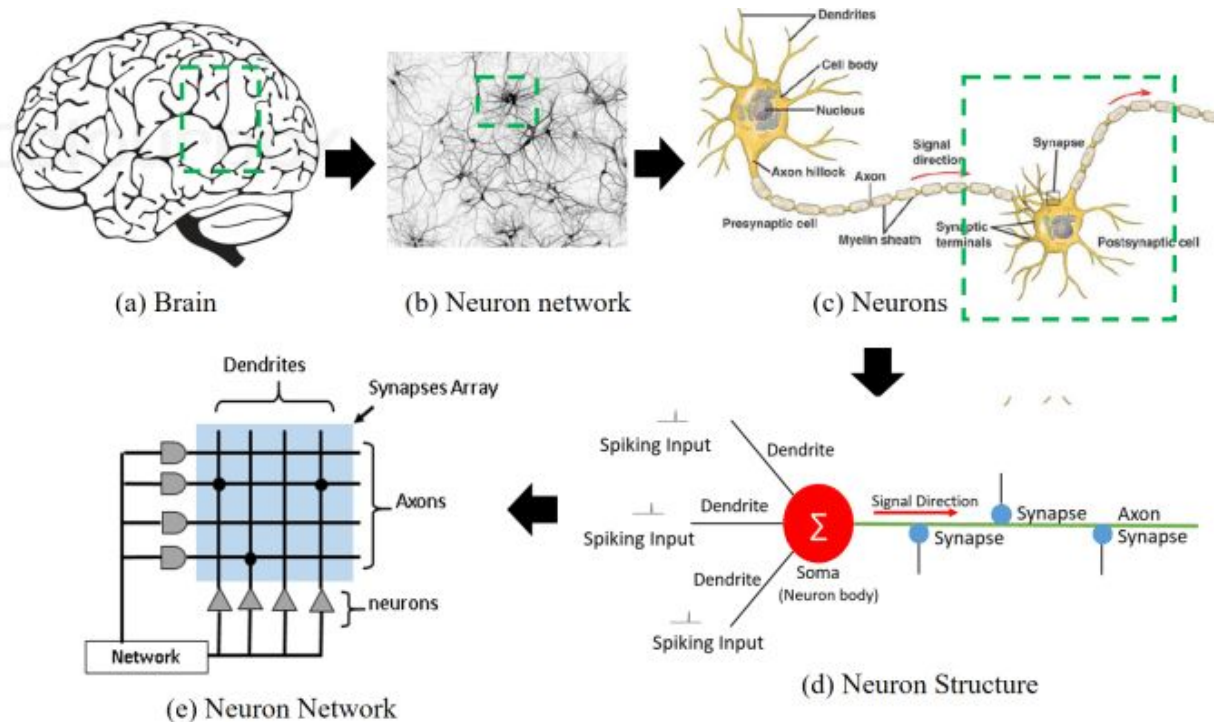 Dendrites
Cell body
Nucleus
Axon hillock
Presynaptic cell
Axon
Myelin sheath
Signal
direction
Synapse
Synaptic
terminals
Postsynaptic cell
(a) Brain
(b) Neuron network
(c) Neurons
Dendrites
Synapses Array
Axons
neurons
Network
(e) Neuron Network
Spiking Input
Dendrite
Spiking Input
Dendrite
Spiking Input
Dendrite
Σ
Soma
(Neuron body)
Signal Direction
Synapse
Synapse
Axon
Synapse
(d) Neuron Structure